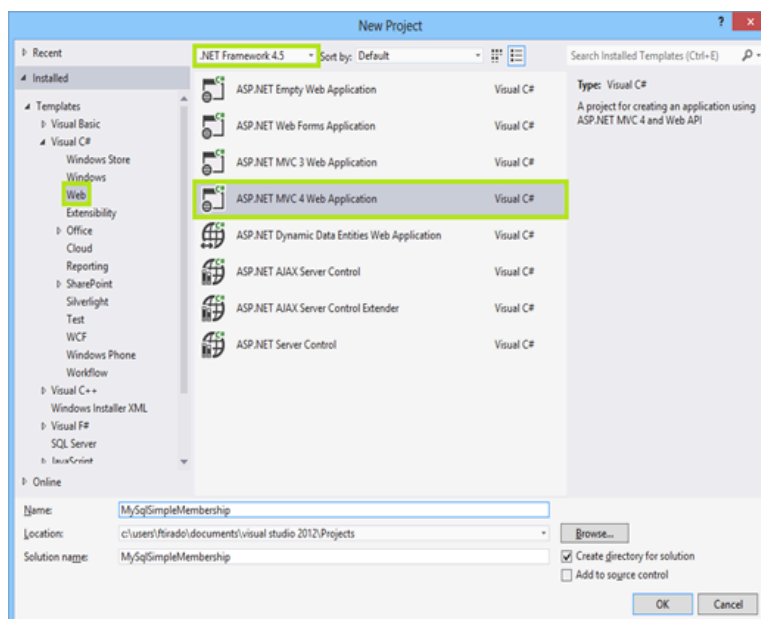 New Project
? x
Recent
.NET Framework 4.5
Sort by: Default
Search Installed Templates (Ctrl+E)
Installed
Templates
Visual Basic
Visual C#
Windows Store
Windows
Web
Extensibility
Office
Cloud
Reporting
SharePoint
Silverlight
Test
WCF
Windows Phone
Workflow
Visual C++
Windows Installer XML
Visual F#
SQL Server
JavaScript
Online
ASP.NET Empty Web Application Visual C#
ASP.NET Web Forms Application Visual C#
ASP.NET MVC 3 Web Application Visual C#
ASP.NET MVC 4 Web Application Visual C#
ASP.NET Dynamic Data Entities Web Application Visual C#
ASP.NET AJAX Server Control Visual C#
ASP.NET AJAX Server Control Extender Visual C#
ASP.NET Server Control Visual C#
Type: Visual C#
A project for creating an application using
ASP.NET MVC 4 and Web API
Name: MySqlSimpleMembership
Location: c:\users\ftirado\documents\visual studio 2012\Projects
Browse...
Solution name: MySqlSimpleMembership
Create directory for solution
Add to source control
OK
Cancel